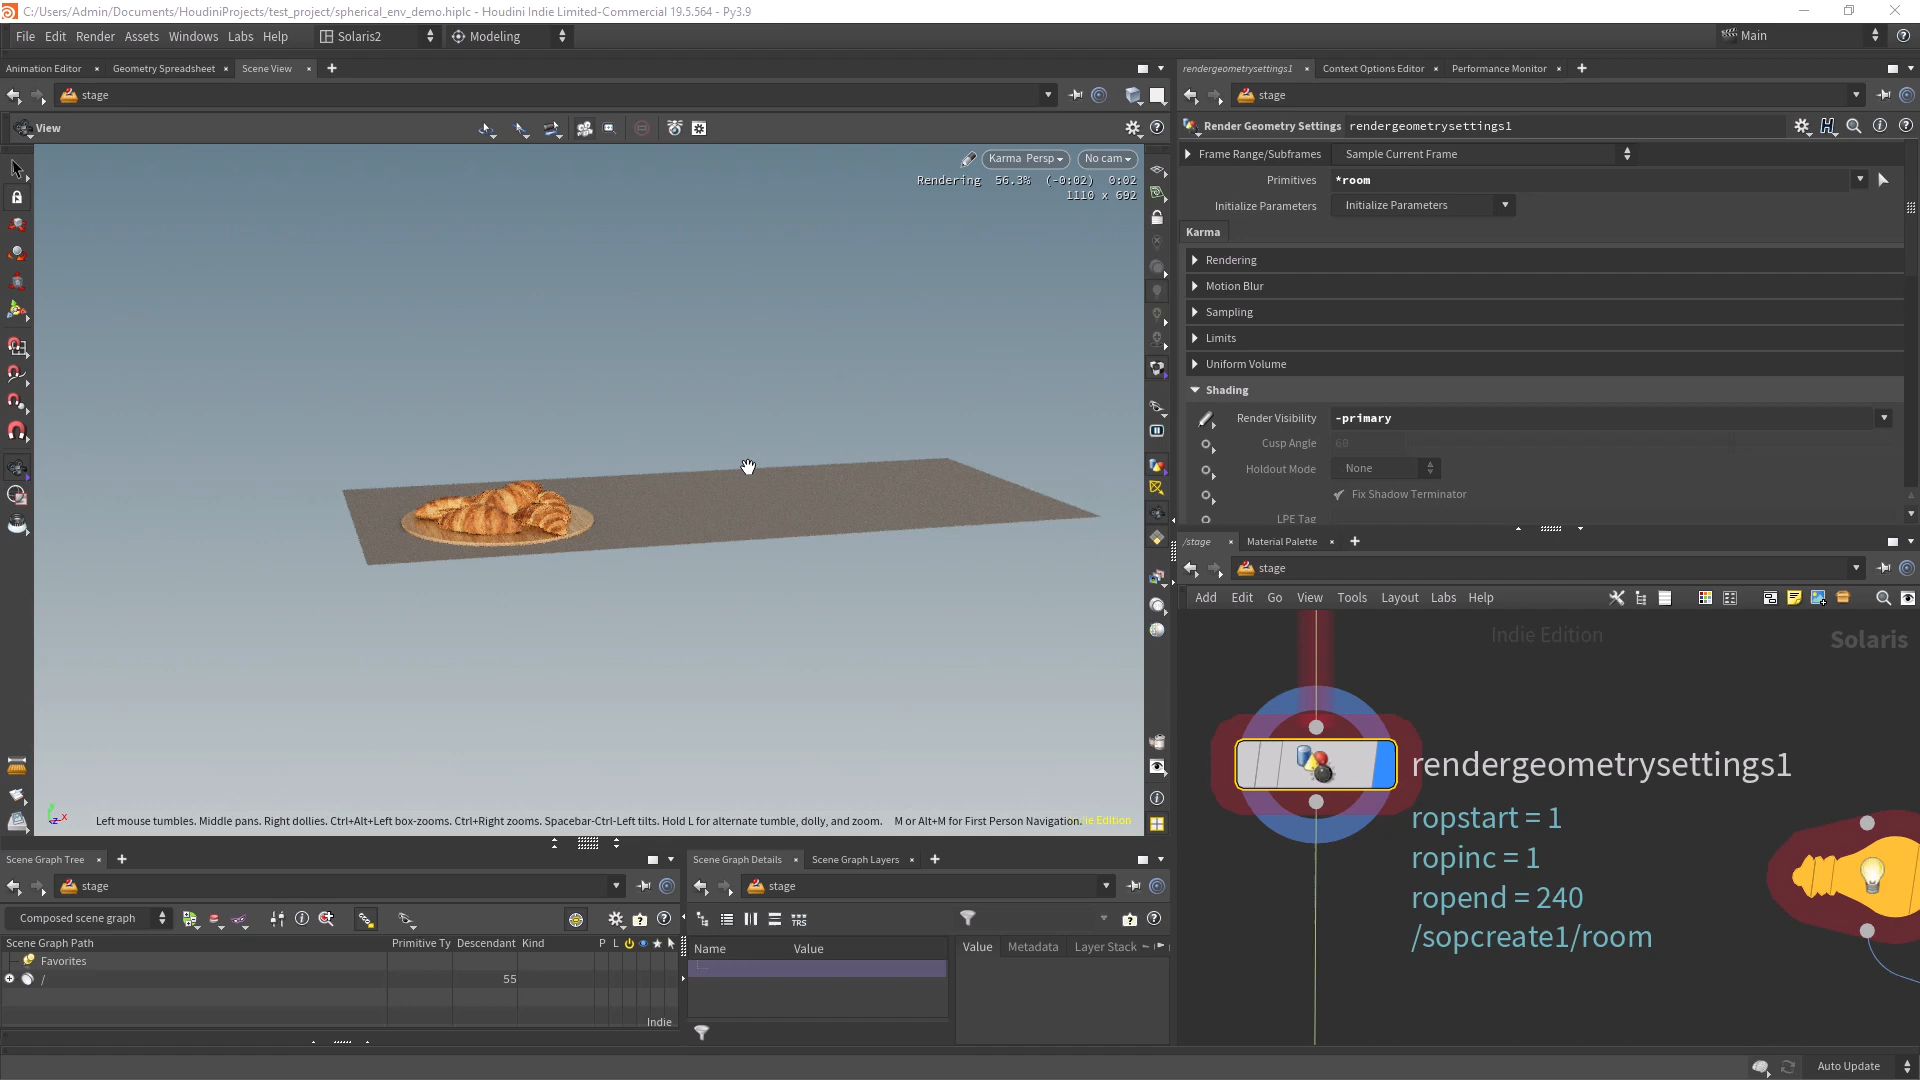 C:/Users/Admin/Documents/HoudiniProjects/test_project/spherical_env_demo.hiplc - Houdini Indie Limited-Commercial 19.5.564 - Py3.9
File Edit Render Assets Windows Labs Help Solaris2 Modeling Main
Animation Editor Geometry Spreadsheet Scene View
rendergeometrysettings1 Context Options Editor Performance Monitor
stage
stage
View
Render Geometry Settings rendergeometrysettings1
Frame Range/Subframes Sample Current Frame
Karma Persp No cam
Rendering 56.3% (-0:02) 0:02
1110 x 692
Primitives *room
Initialize Parameters Initialize Parameters
Karma
Rendering
Motion Blur
Sampling
Limits
Uniform Volume
Shading
Render Visibility -primary
Cusp Angle 60
Holdout Mode None
Fix Shadow Terminator
LPE Tag
/stage Material Palette
stage
Add Edit Go View Tools Layout Labs Help
Indie Edition Solaris
rendergeometrysettings1
ropstart = 1
ropinc = 1
ropend = 240
/sopcreate1/room
Left mouse tumbles. Middle pans. Right dollies. Ctrl+Alt+Left box-zooms. Ctrl+Right zooms. Spacebar-Ctrl-Left tilts. Hold L for alternate tumble, dolly, and zoom. M or Alt+M for First Person Navigation. Edition
Scene Graph Tree
Scene Graph Details Scene Graph Layers
stage
stage
Composed scene graph
TRS
Scene Graph Path Primitive Ty Descendant Kind P L
Name Value
Value Metadata Layer Stack
Favorites
/ 55
Indie
Auto Update